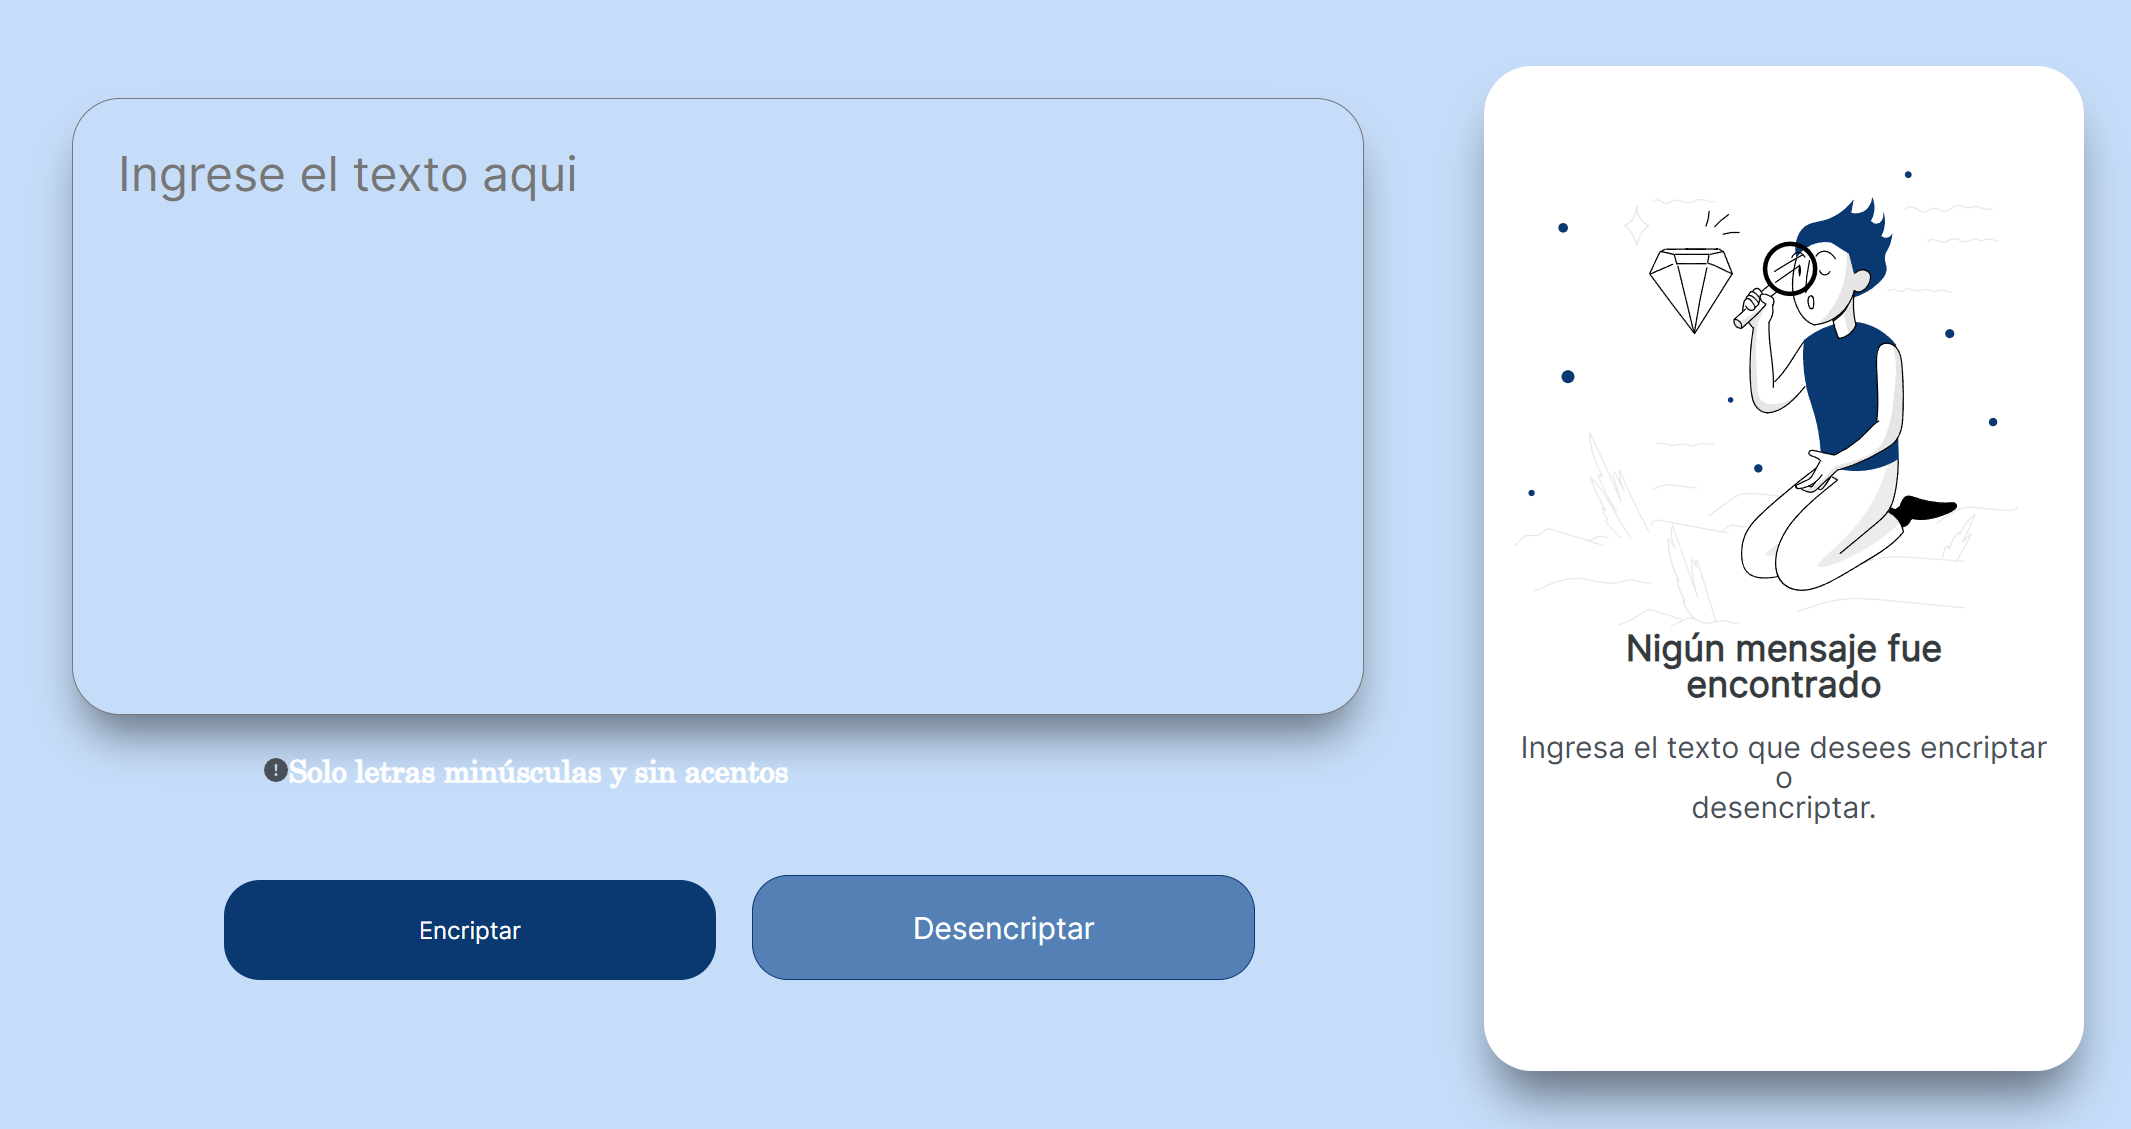 Ingrese el texto aqui
Solo letras minúsculas y sin acentos
Encriptar
Desencriptar
Nigún mensaje fue
encontrado
Ingresa el texto que desees encriptar
o
desencriptar.